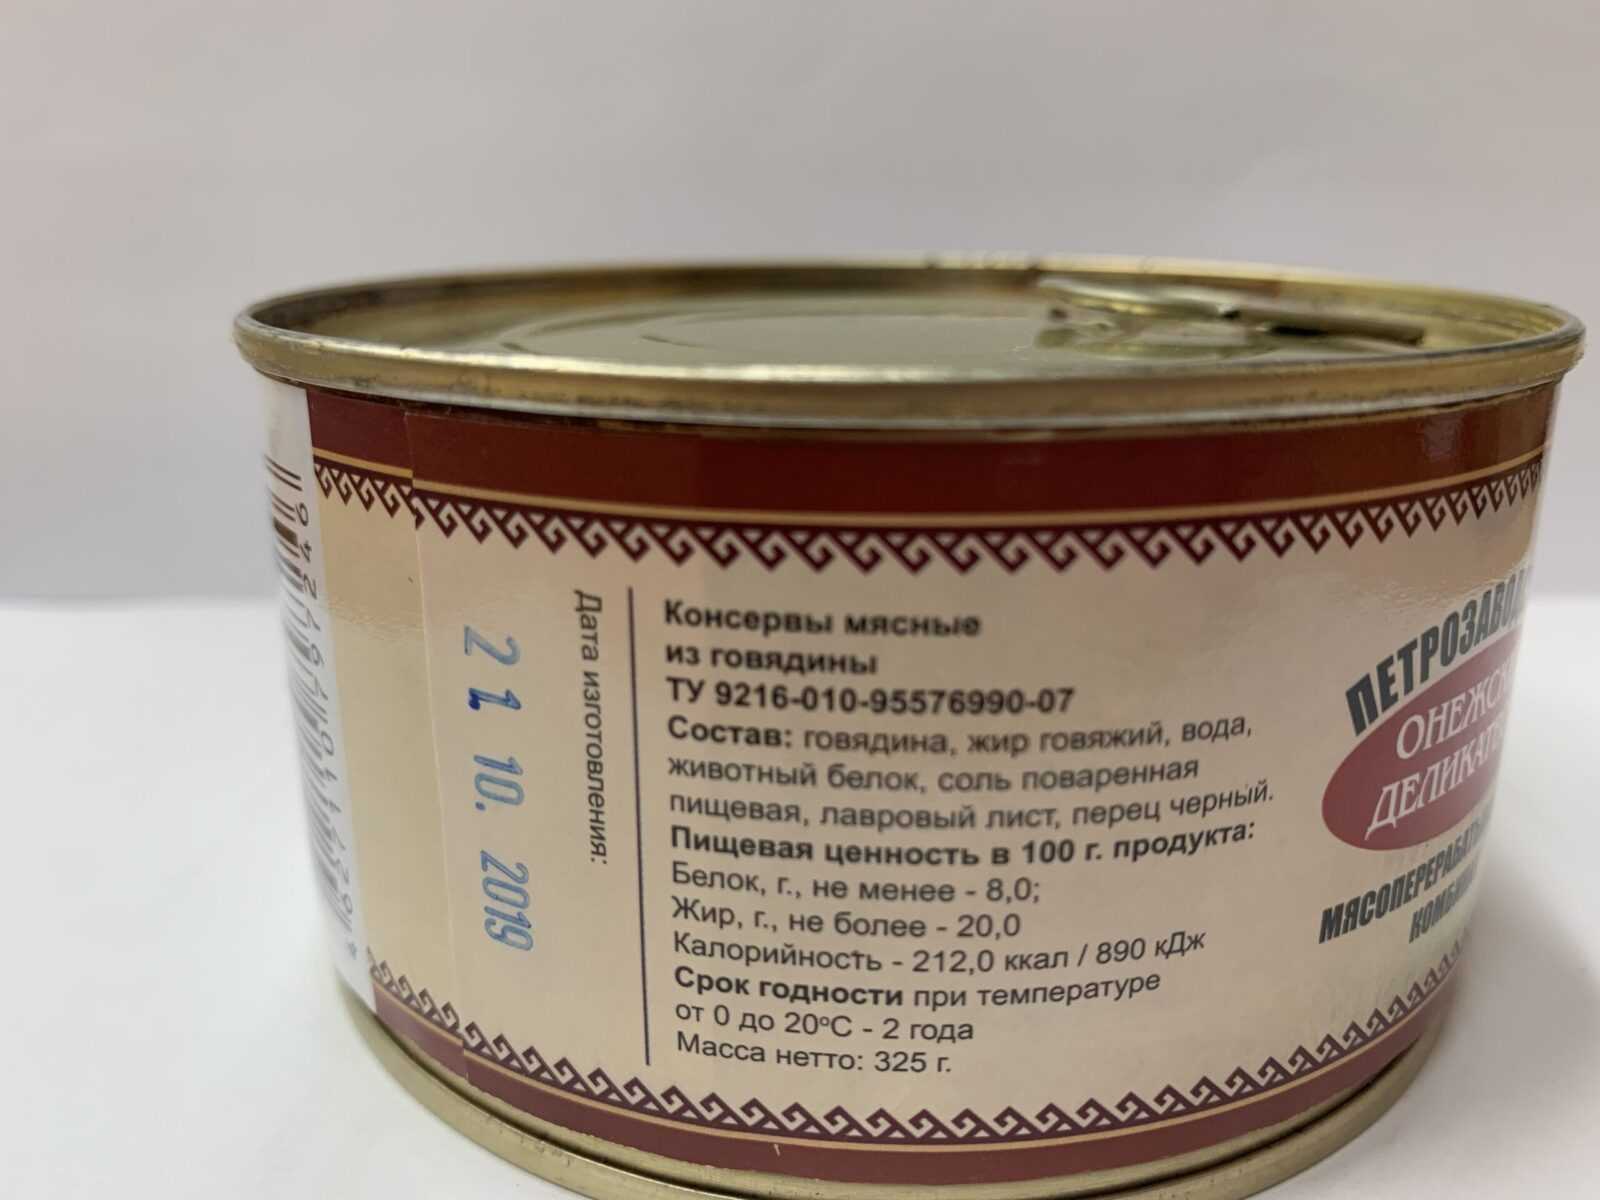 Дата изготовления:
21. 10. 2019
Консервы мясные
из говядины
ТУ 9216-010-95576990-07
Состав: говядина, жир говяжий, вода,
животный белок, соль поваренная
пищевая, лавровый лист, перец черный.
Пищевая ценность в 100 г. продукта:
Белок, г., не менее - 8,0;
Жир, г., не более - 20,0
Калорийность - 212,0 ккал / 890 кДж
Срок годности при температуре
от 0 до 20°С - 2 года
Масса нетто: 325 г.